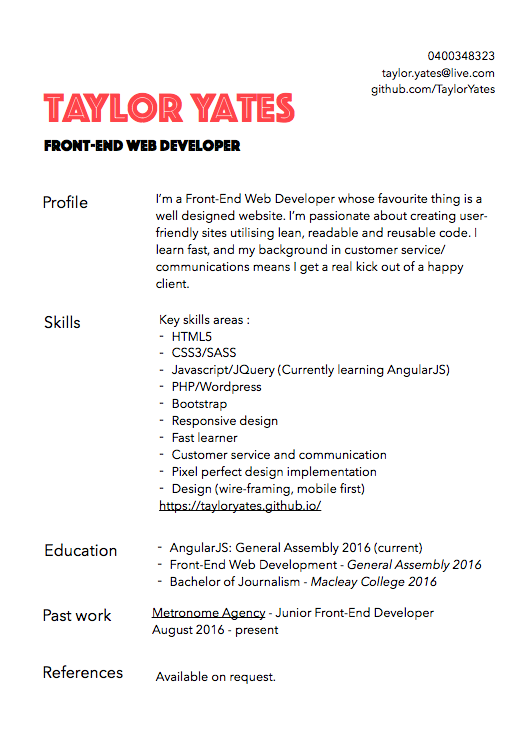 0400348323
taylor.yates@live.com
github.com/TaylorYates
TAYLOR YATES
FRONT-END WEB DEVELOPER
Profile
I'm a Front-End Web Developer whose favourite thing is a
well designed website. I'm passionate about creating user-
friendly sites utilising lean, readable and reusable code. I
learn fast, and my background in customer service/
communications means I get a real kick out of a happy
client.
Skills
Key skills areas :
- HTML5
- CSS3/SASS
- Javascript/JQuery (Currently learning AngularJS)
- PHP/Wordpress
- Bootstrap
- Responsive design
- Fast learner
- Customer service and communication
- Pixel perfect design implementation
- Design (wire-framing, mobile first)
https://tayloryates.github.io/
Education
- AngularJS: General Assembly 2016 (current)
- Front-End Web Development - General Assembly 2016
- Bachelor of Journalism - Macleay College 2016
Past work
Metronome Agency - Junior Front-End Developer
August 2016 - present
References
Available on request.